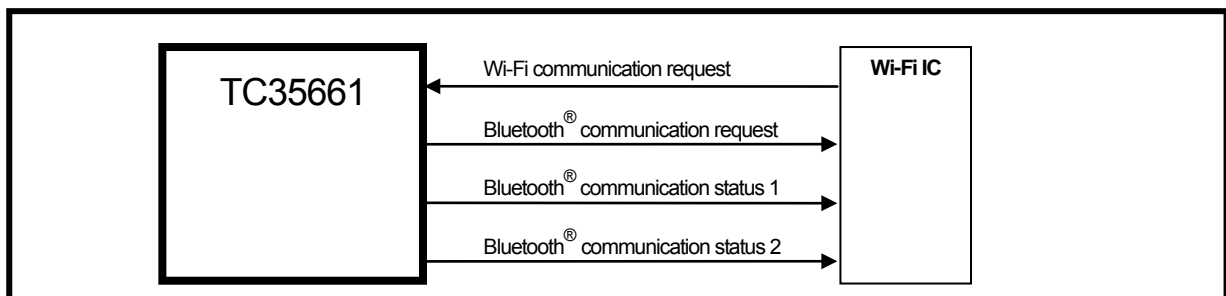 TC35661
Wi-Fi communication request
Wi-Fi IC
Bluetooth® communication request
Bluetooth® communication status 1
Bluetooth® communication status 2